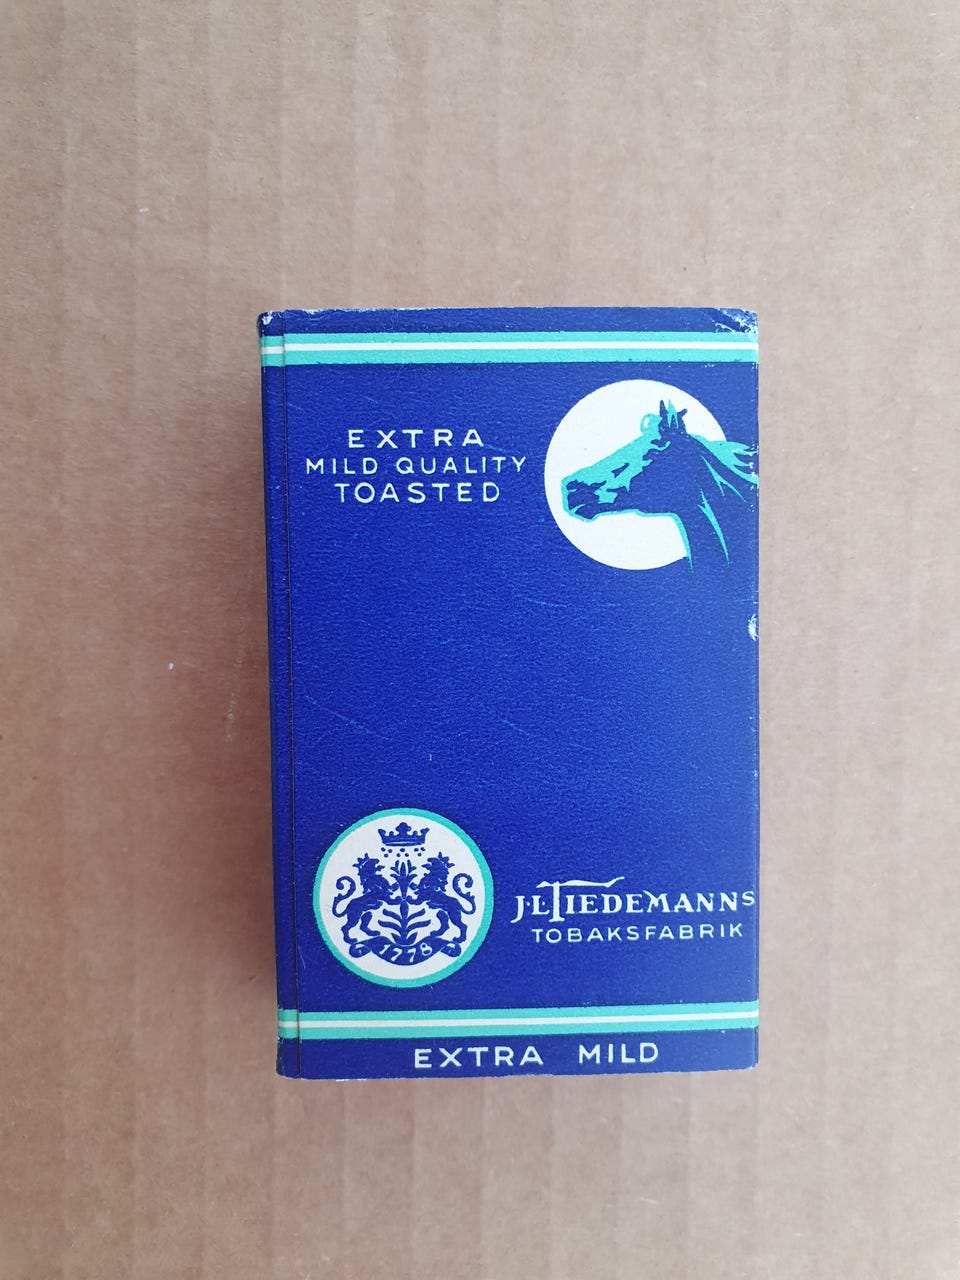 EXTRA
MILD QUALITY
TOASTED
1778
J·L·TIEDEMANNS
TOBAKSFABRIK
EXTRA MILD